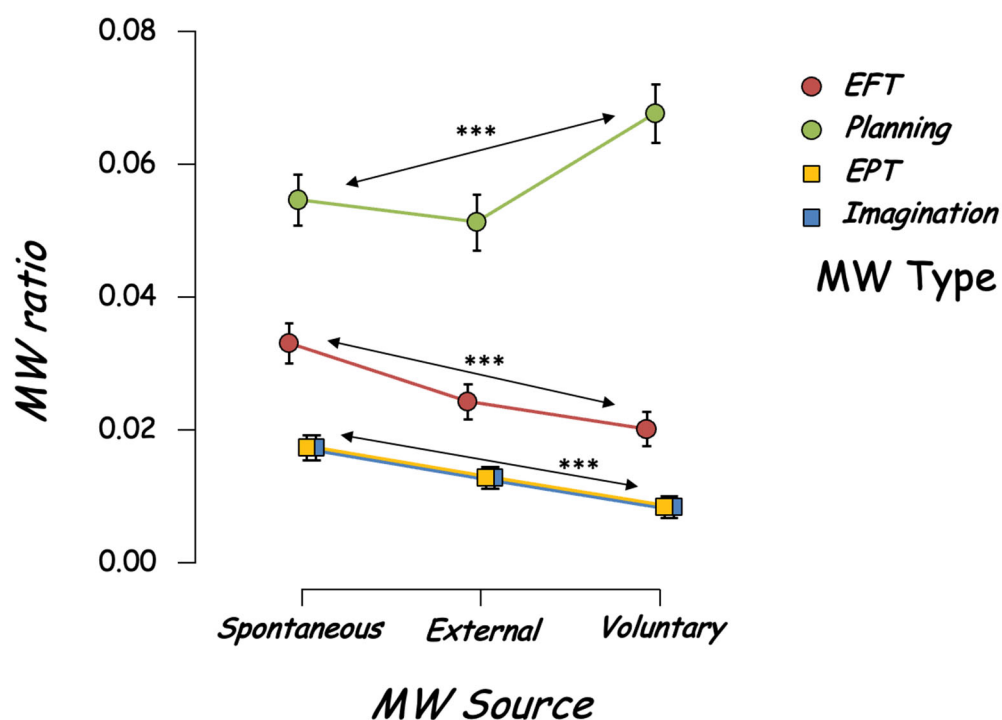 0.08
0.06
0.04
0.02
0.00
MW ratio
***
***
***
Spontaneous
External
Voluntary
MW Source
EFT
Planning
EPT
Imagination
MW Type